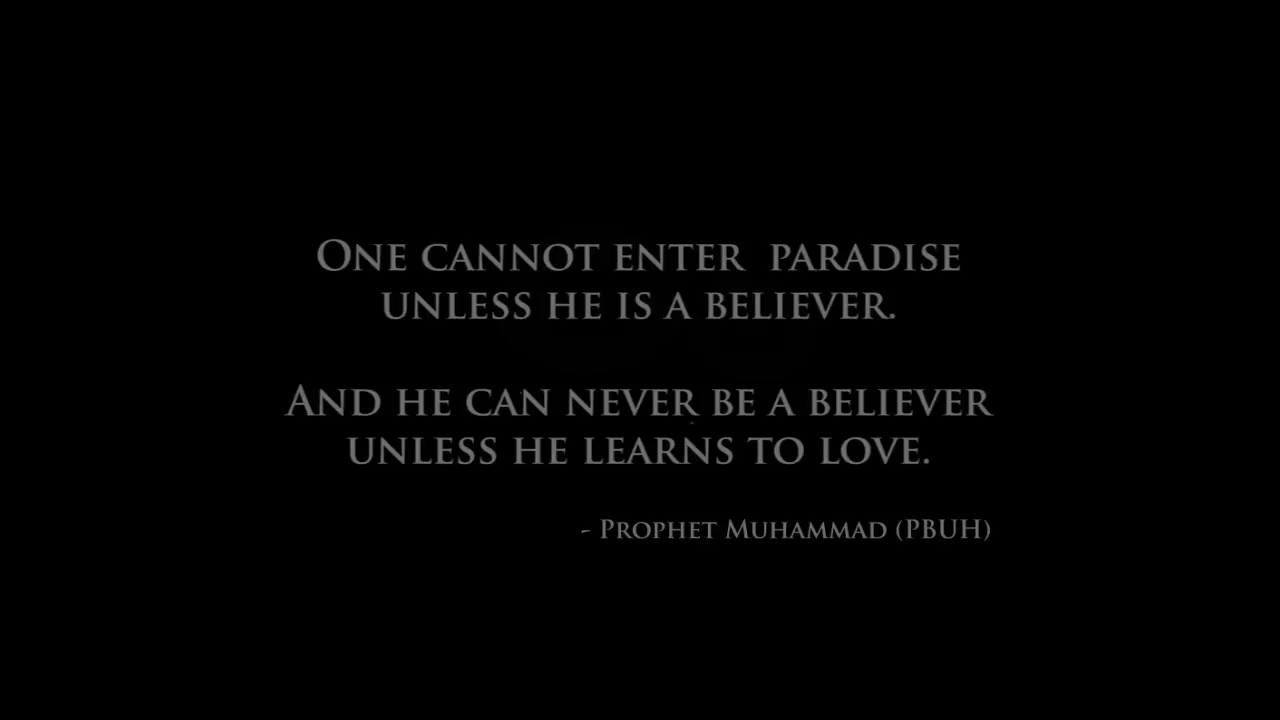 One cannot enter paradise
unless he is a believer.
And he can never be a believer
unless he learns to love.
- Prophet Muhammad (PBUH)